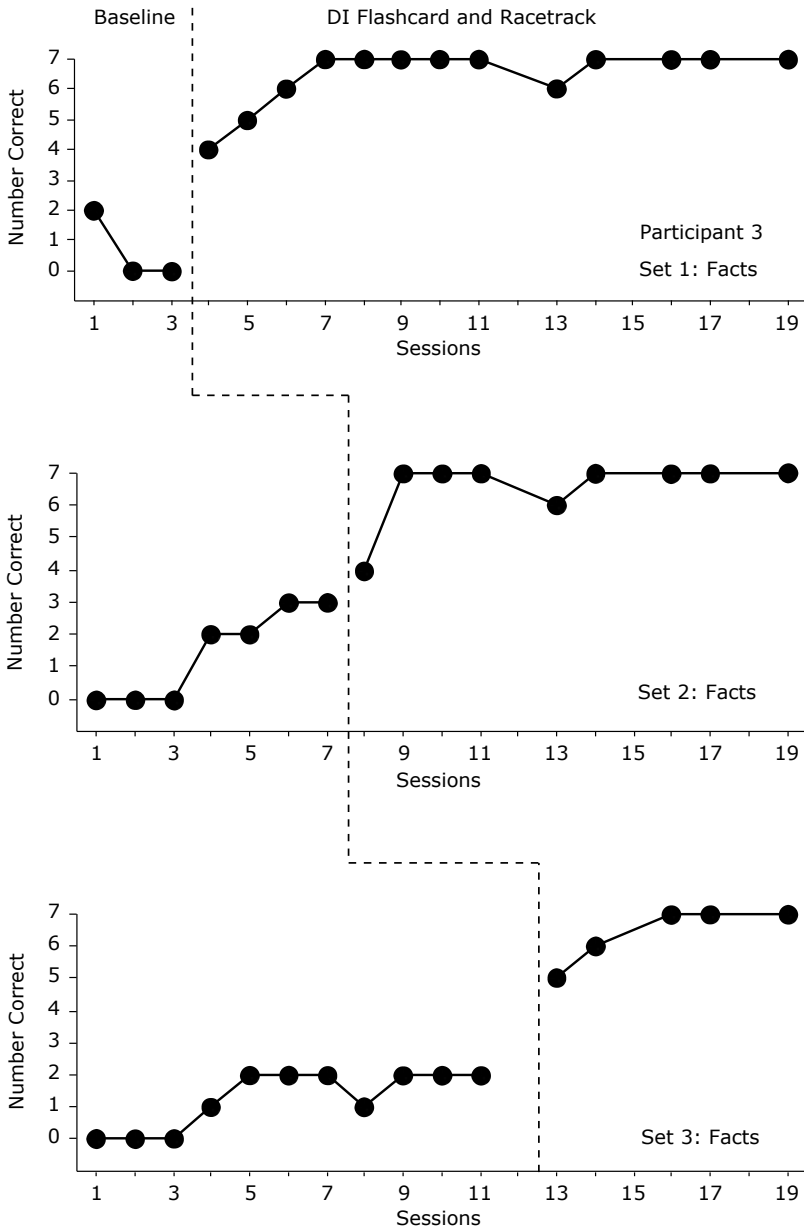 Baseline DI Flashcard and Racetrack
7
6
5
4
3
2
1
0
Number Correct
Participant 3
Set 1: Facts
1 3 5 7 9 11 13 15 17 19
Sessions
7
6
5
4
3
2
1
0
Number Correct
Set 2: Facts
1 3 5 7 9 11 13 15 17 19
Sessions
7
6
5
4
3
2
1
0
Number Correct
Set 3: Facts
1 3 5 7 9 11 13 15 17 19
Sessions